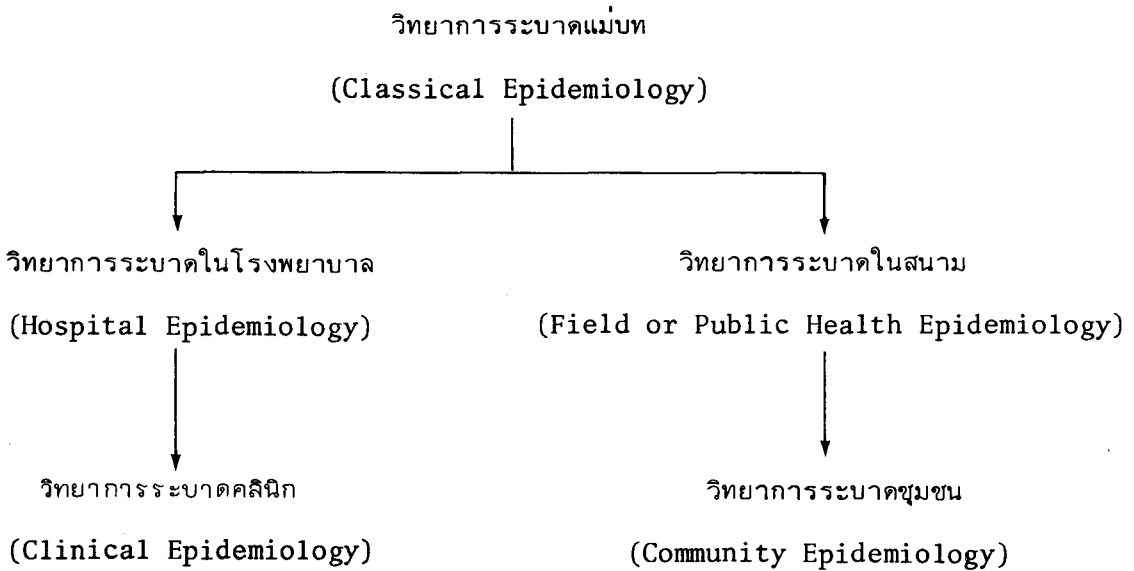 วิทยาการระบาดแม่บท
(Classical Epidemiology)
วิทยาการระบาดในโรงพยาบาล
(Hospital Epidemiology)
วิทยาการระบาดในสนาม
(Field or Public Health Epidemiology)
วิทยาการระบาดคลินิก
(Clinical Epidemiology)
วิทยาการระบาดชุมชน
(Community Epidemiology)